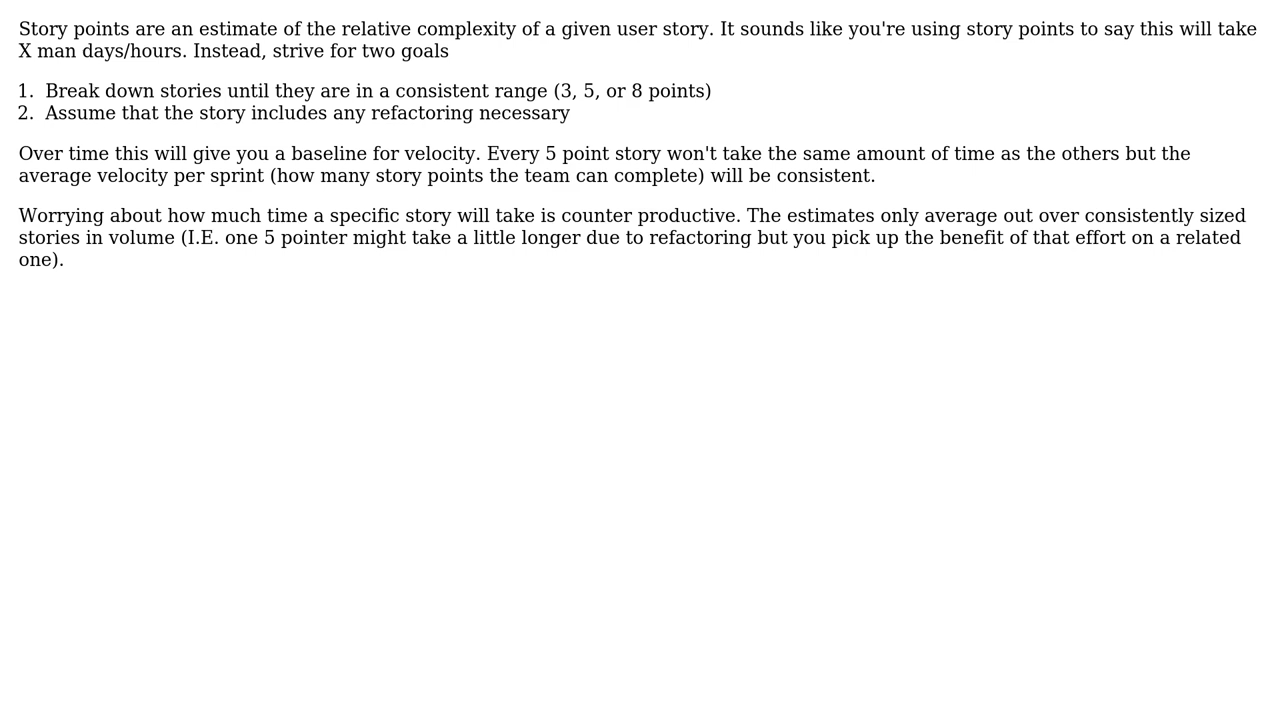 Story points are an estimate of the relative complexity of a given user story. It sounds like you're using story points to say this will take
X man days/hours. Instead, strive for two goals
1. Break down stories until they are in a consistent range (3, 5, or 8 points)
2. Assume that the story includes any refactoring necessary
Over time this will give you a baseline for velocity. Every 5 point story won't take the same amount of time as the others but the
average velocity per sprint (how many story points the team can complete) will be consistent.
Worrying about how much time a specific story will take is counter productive. The estimates only average out over consistently sized
stories in volume (I.E. one 5 pointer might take a little longer due to refactoring but you pick up the benefit of that effort on a related
one).